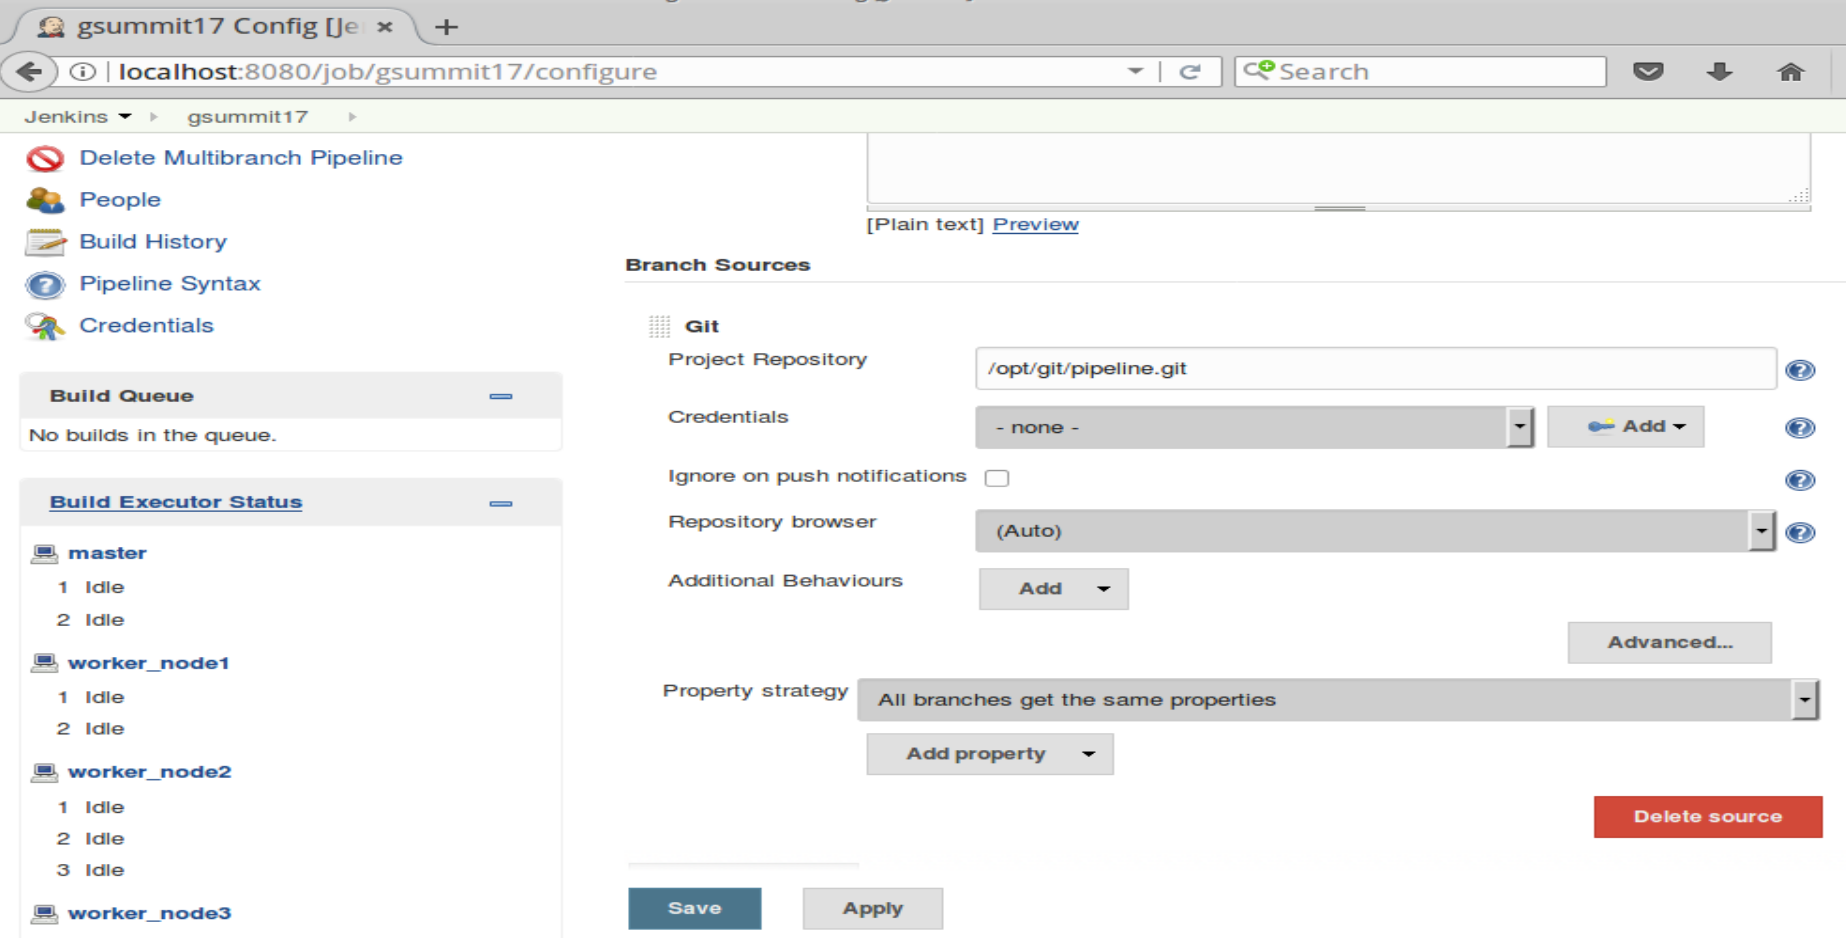 gsummit17 Config [Je
localhost:8080/job/gsummit17/configure
Search
Jenkins
gsummit17
Delete Multibranch Pipeline
People
Build History
Pipeline Syntax
Credentials
Build Queue
No builds in the queue.
Build Executor Status
master
1 Idle
2 Idle
worker_node1
1 Idle
2 Idle
worker_node2
1 Idle
2 Idle
3 Idle
worker_node3
[Plain text] Preview
Branch Sources
Git
Project Repository
/opt/git/pipeline.git
Credentials
- none -
Add
Ignore on push notifications
Repository browser
(Auto)
Additional Behaviours
Add
Advanced...
Property strategy
All branches get the same properties
Add property
Delete source
Save
Apply